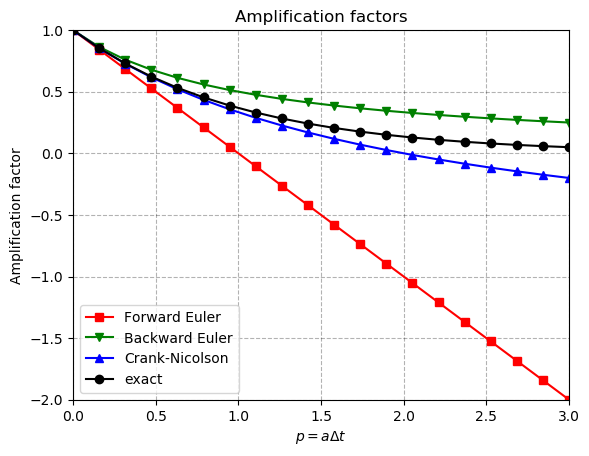 Amplification factors
Amplification factor
1.0
0.5
0.0
−0.5
−1.0
−1.5
−2.0
Forward Euler
Backward Euler
Crank-Nicolson
exact
0.0 0.5 1.0 1.5 2.0 2.5 3.0
p = aΔt